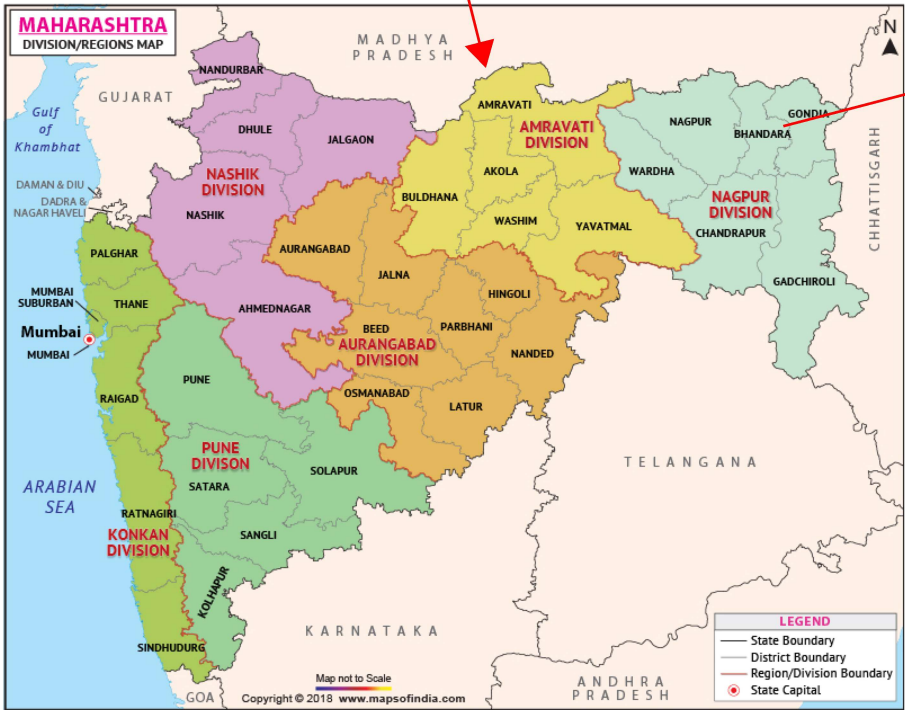 MAHARASHTRA
DIVISION/REGIONS MAP
MADHYA
PRADESH
N
NANDURBAR
GUJARAT
AMRAVATI
GONDIA
Gulf
of
Khambhat
DHULE
JALGAON
AMRAVATI
DIVISION
NAGPUR
BHANDARA
CHHATTISGARH
NASHIK
DIVISION
AKOLA
WARDHA
DAMAN & DIU
DADRA &
NAGAR HAVELI
NASHIK
BULDHANA
WASHIM
YAVATMAL
NAGPUR
DIVISION
CHANDRAPUR
PALGHAR
AURANGABAD
JALNA
GADCHIROLI
MUMBAI
SUBURBAN
THANE
AHMEDNAGAR
HINGOLI
Mumbai
MUMBAI
BEED
PARBHANI
AURANGABAD
DIVISION
NANDED
PUNE
RAIGAD
OSMANABAD
LATUR
PUNE
DIVISON
SOLAPUR
TELANGANA
ARABIAN
SEA
SATARA
RATNAGIRI
KONKAN
DIVISION
SANGLI
KOLHAPUR
KARNATAKA
SINDHUDURG
GOA
ANDHRA
PRADESH
LEGEND
State Boundary
District Boundary
Region/Division Boundary
State Capital
Map not to Scale
Copyright © 2018 www.mapsofindia.com